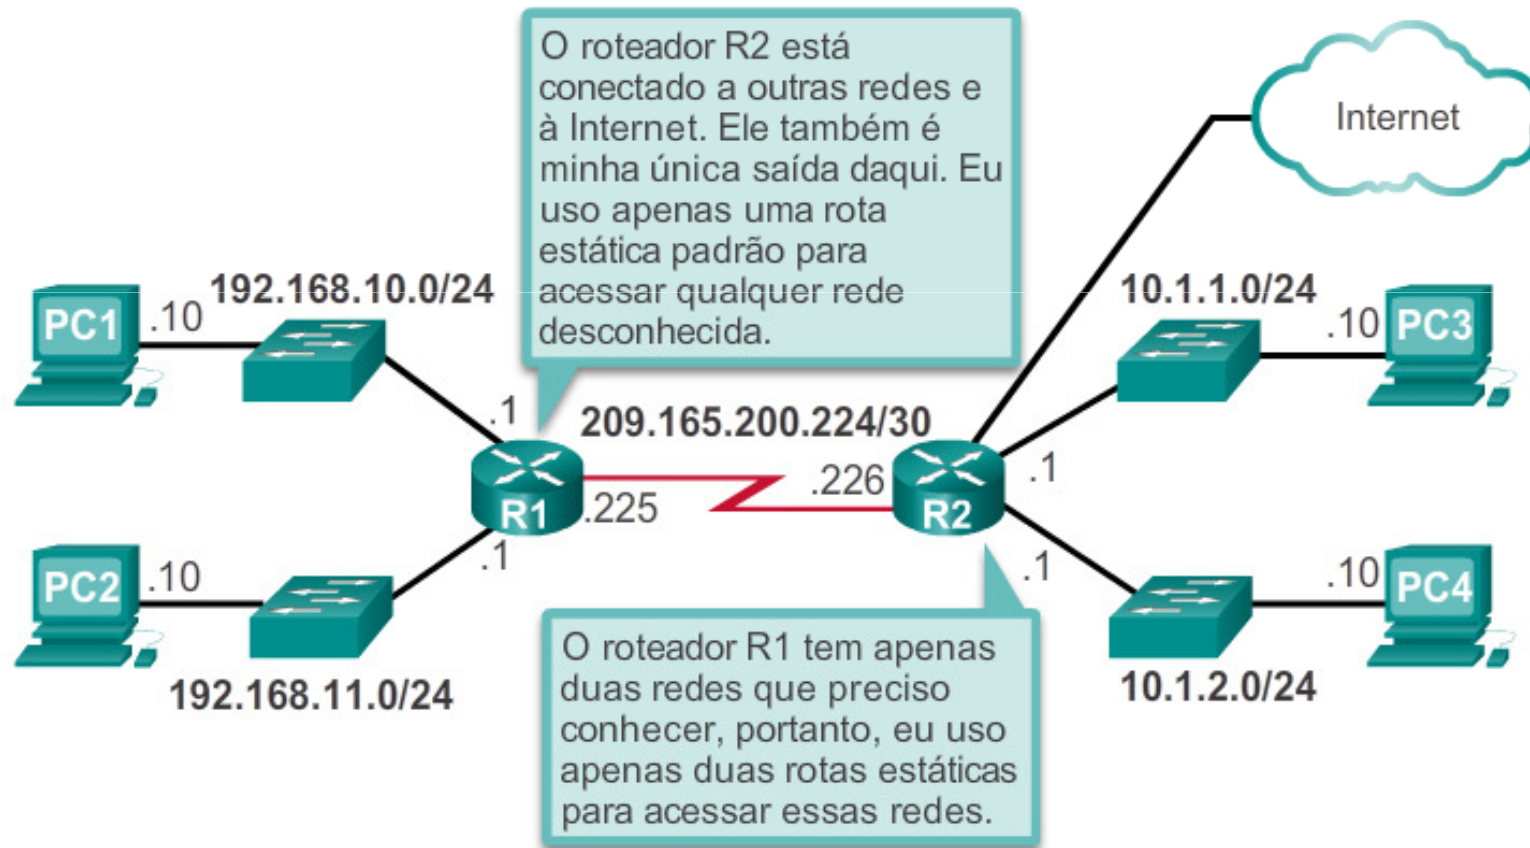 O roteador R2 está
conectado a outras redes e
à Internet. Ele também é
minha única saída daqui. Eu
uso apenas uma rota
estática padrão para
acessar qualquer rede
desconhecida.
Internet
192.168.10.0/24
10.1.1.0/24
PC1
.10
.10
PC3
.1
209.165.200.224/30
.1
R1
.225
.226
R2
.1
.1
PC2
.10
.10
PC4
192.168.11.0/24
10.1.2.0/24
O roteador R1 tem apenas
duas redes que preciso
conhecer, portanto, eu uso
apenas duas rotas estáticas
para acessar essas redes.